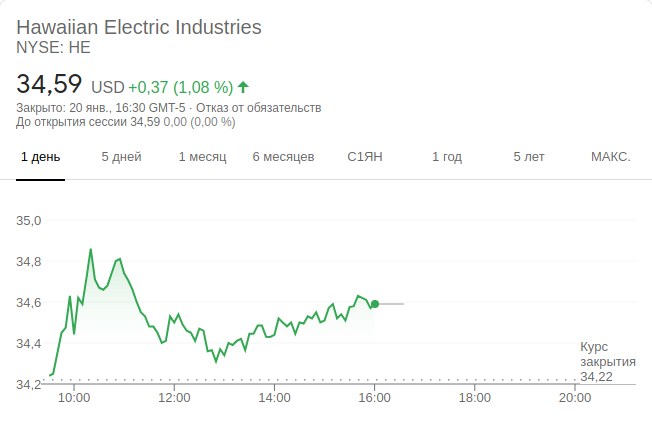 Hawaiian Electric Industries
NYSE: HE
34,59 USD +0,37 (1,08 %)
Закрыто: 20 янв., 16:30 GMT-5 · Отказ от обязательств
До открытия сессии 34,59 0,00 (0,00 %)
1 день 5 дней 1 месяц 6 месяцев С1ЯН 1 год 5 лет МАКС.
35,0
34,8
34,6
34,4
34,2
Курс
закрытия
34,22
10:00 12:00 14:00 16:00 18:00 20:00